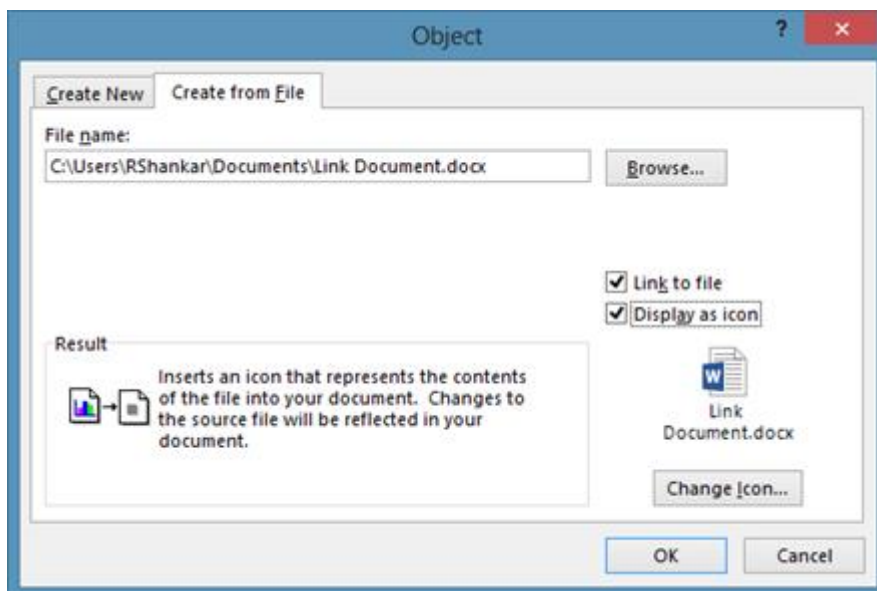 Object
?
Create New
Create from File
File name:
C:\Users\RShankar\Documents\Link Document.docx
Browse...
Link to file
Display as icon
Result
Inserts an icon that represents the contents
of the file into your document. Changes to
the source file will be reflected in your
document.
W
Link
Document.docx
Change Icon...
OK
Cancel